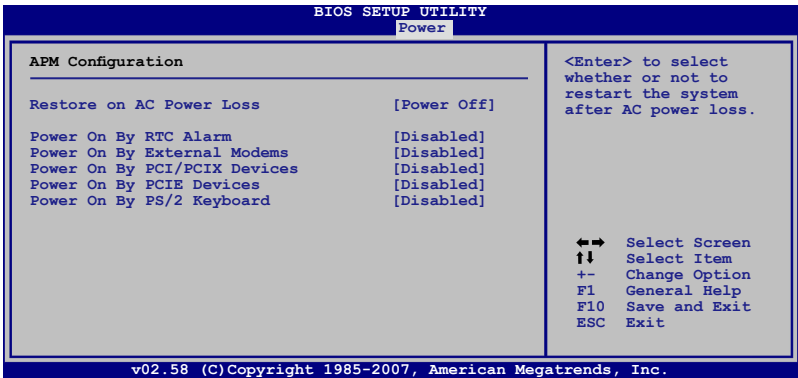 BIOS SETUP UTILITY
Power
APM Configuration
Restore on AC Power Loss [Power Off]
Power On By RTC Alarm [Disabled]
Power On By External Modems [Disabled]
Power On By PCI/PCIX Devices [Disabled]
Power On By PCIE Devices [Disabled]
Power On By PS/2 Keyboard [Disabled]
<Enter> to select
whether or not to
restart the system
after AC power loss.
←→ Select Screen
↑↓ Select Item
+- Change Option
F1 General Help
F10 Save and Exit
ESC Exit
v02.58 (C)Copyright 1985-2007, American Megatrends, Inc.